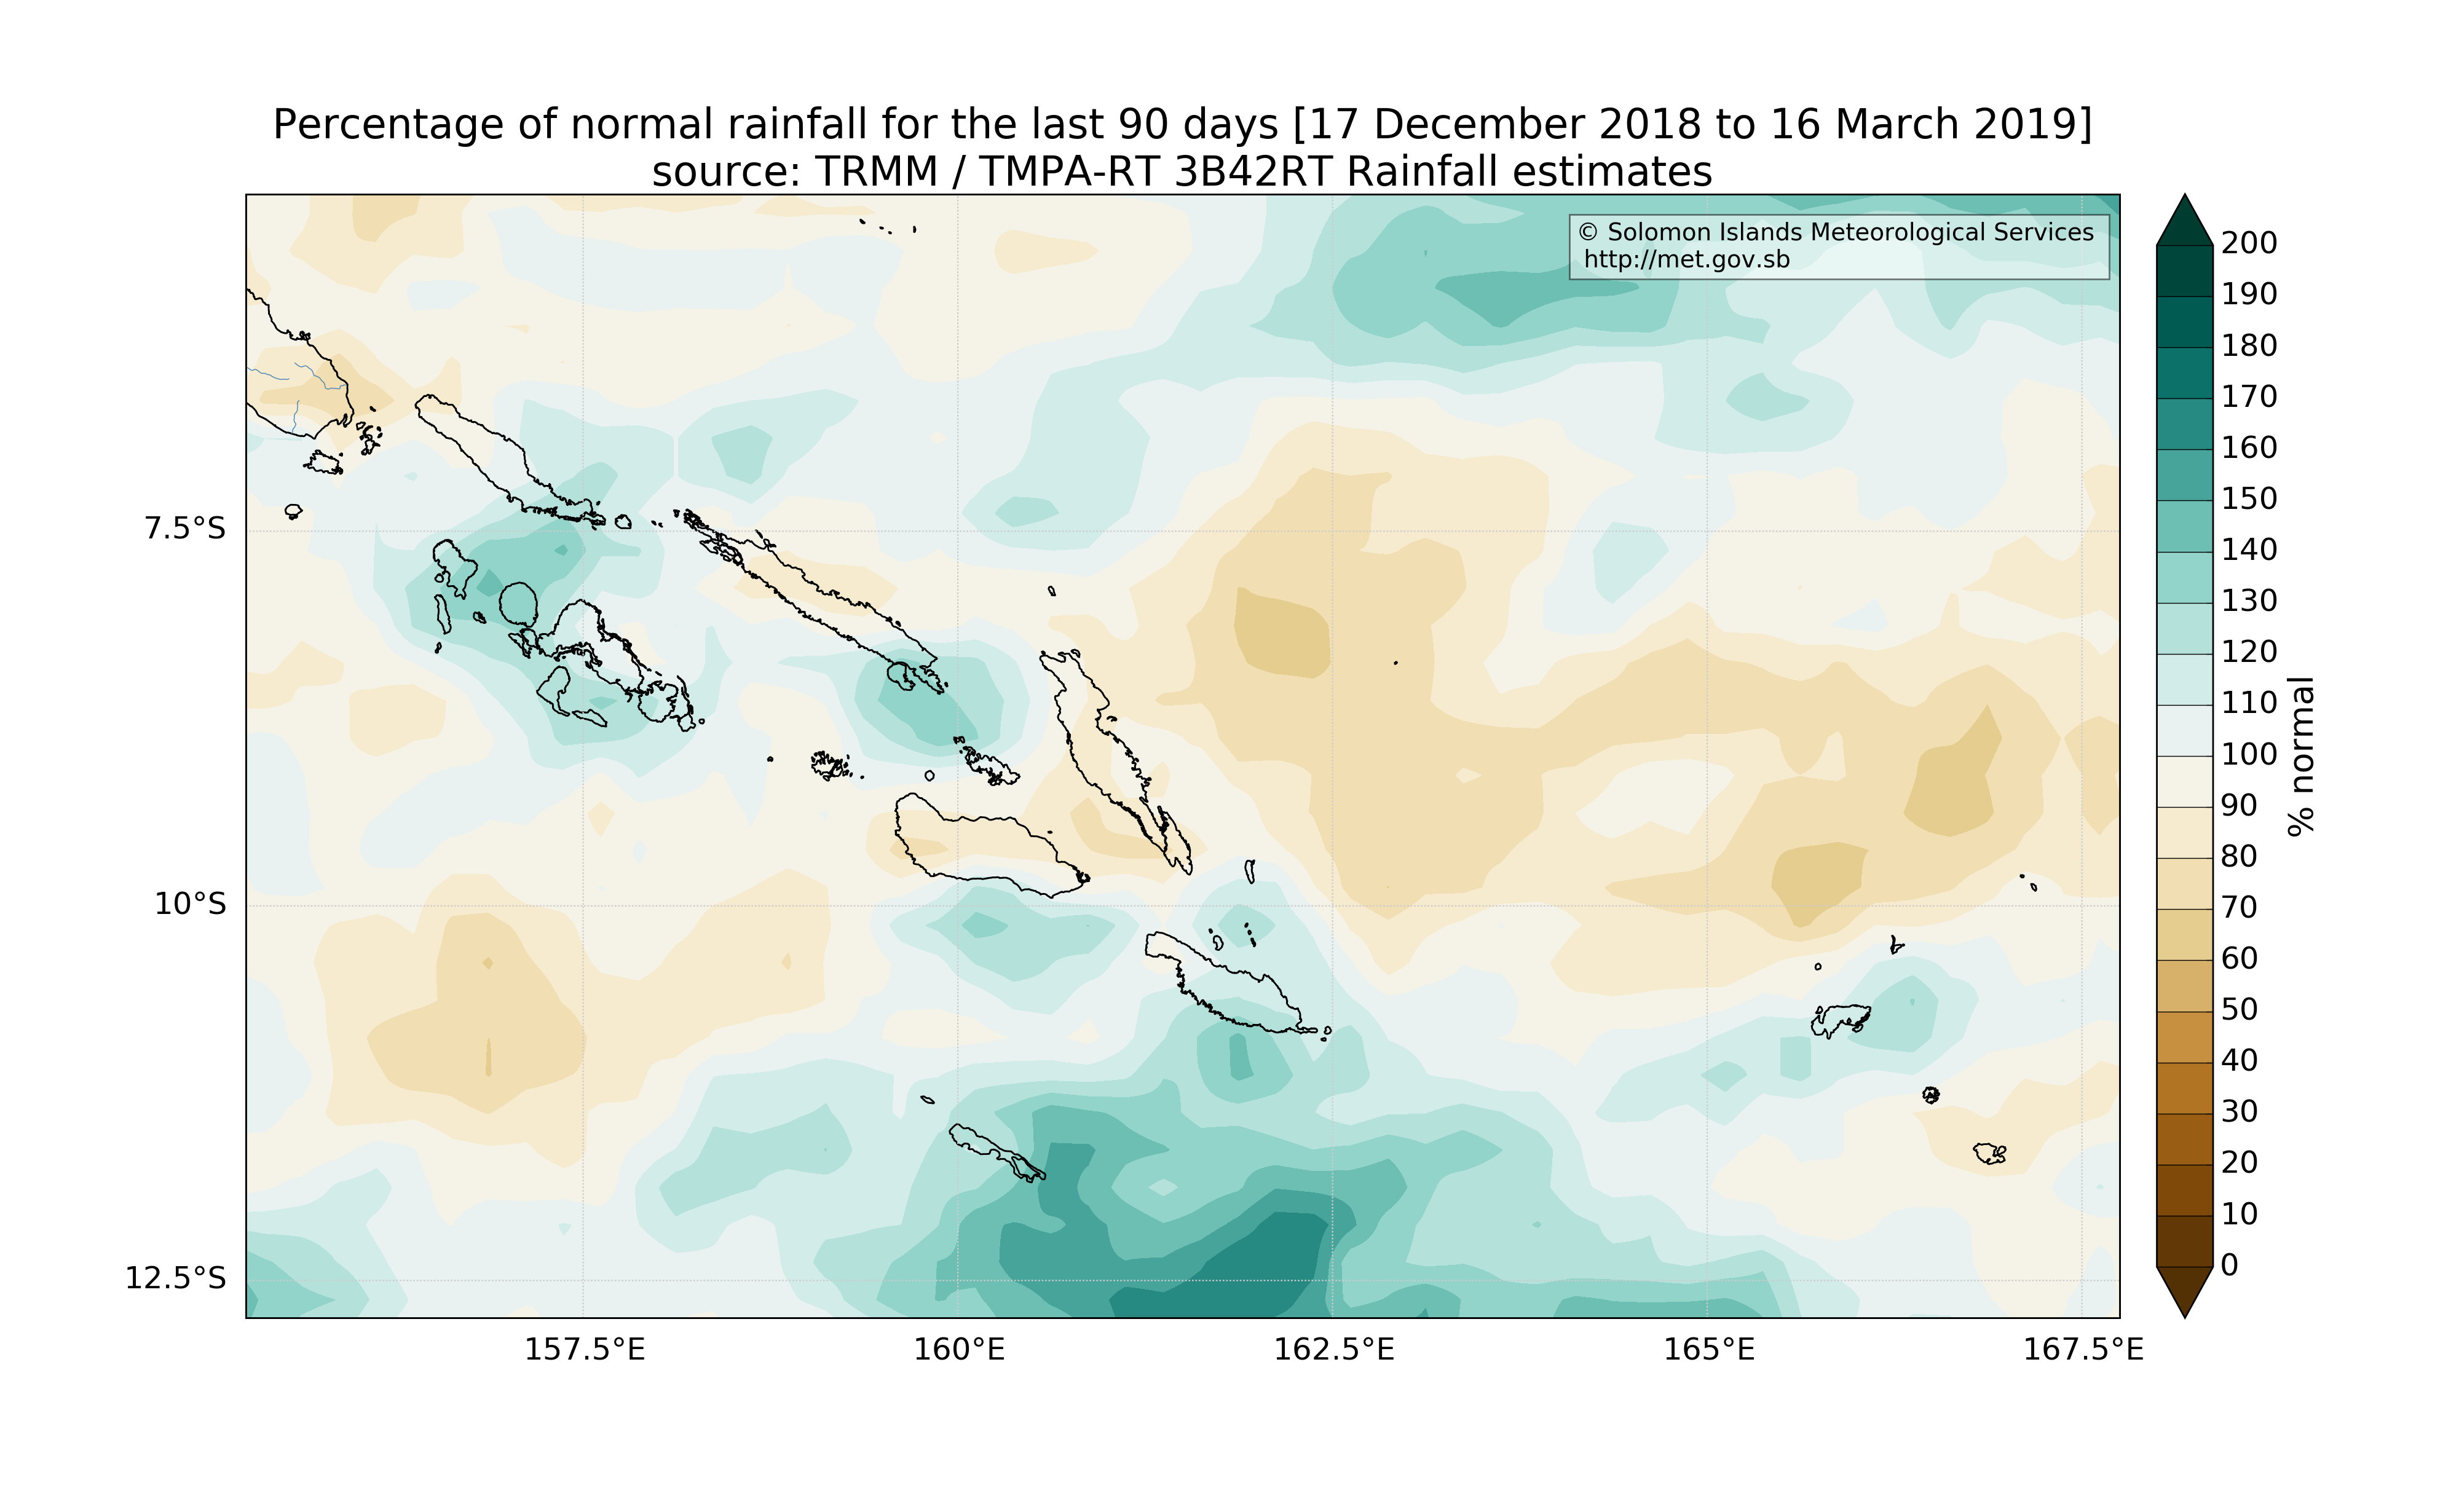 Percentage of normal rainfall for the last 90 days [17 December 2018 to 16 March 2019]
source: TRMM / TMPA-RT 3B42RT Rainfall estimates
© Solomon Islands Meteorological Services
http://met.gov.sb
7.5°S
10°S
12.5°S
157.5°E
160°E
162.5°E
165°E
167.5°E
200
190
180
170
160
150
140
130
120
110
100
90
80
70
60
50
40
30
20
10
0
% normal